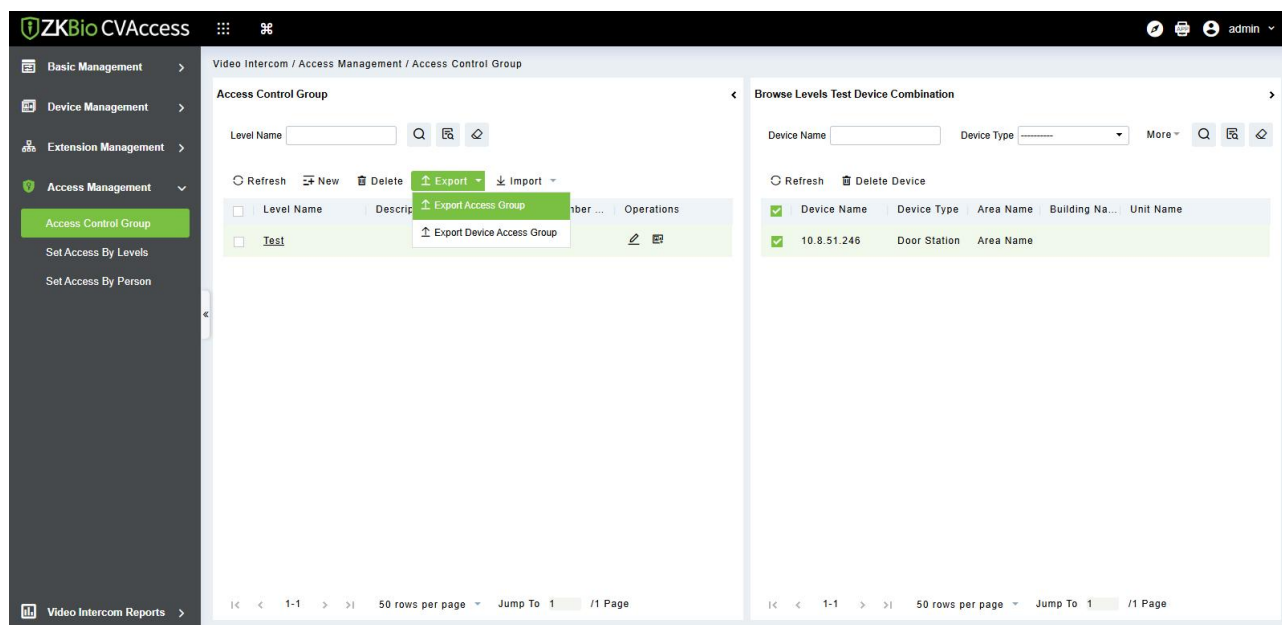 ZKBio CVAccess
admin
Basic Management
Device Management
Extension Management
Access Management
Access Control Group
Set Access By Levels
Set Access By Person
Video Intercom Reports
Video Intercom / Access Management / Access Control Group
Access Control Group
Level Name
Refresh New Delete Export Import
Level Name Descrip nber ... Operations
Export Access Group
Export Device Access Group
Test
1-1 50 rows per page Jump To 1 /1 Page
Browse Levels Test Device Combination
Device Name Device Type ---------- More
Refresh Delete Device
Device Name Device Type Area Name Building Na... Unit Name
10.8.51.246 Door Station Area Name
1-1 50 rows per page Jump To 1 /1 Page